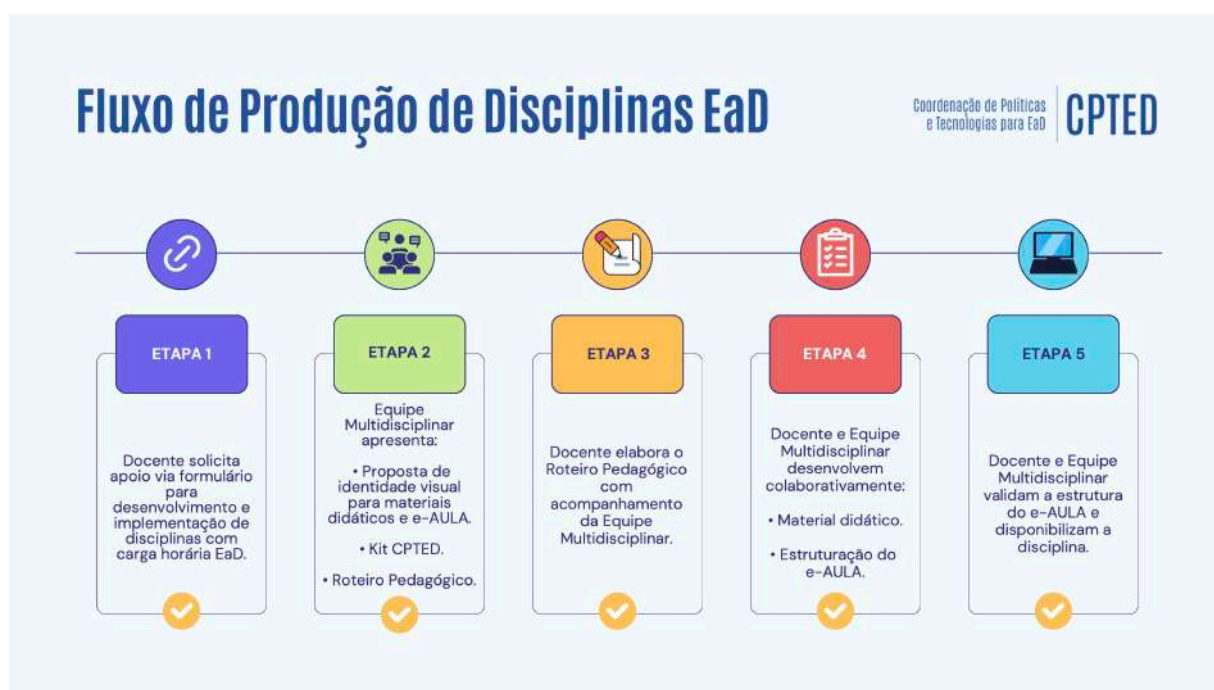 Fluxo de Produção de Disciplinas EaD
Coordenação de Políticas
e Tecnologias para EaD
CPTED
ETAPA 1
Docente solicita
apoio via formulário
para
desenvolvimento e
implementação de
disciplinas com
carga horária EaD.
ETAPA 2
Equipe
Multidisciplinar
apresenta:
• Proposta de
identidade visual
para materiais
didáticos e e-AULA.
• Kit CPTED.
• Roteiro Pedagógico.
ETAPA 3
Docente elabora o
Roteiro Pedagógico
com
acompanhamento
da Equipe
Multidisciplinar.
ETAPA 4
Docente e Equipe
Multidisciplinar
desenvolvem
colaborativamente:
• Material didático.
• Estruturação do
e-AULA.
ETAPA 5
Docente e Equipe
Multidisciplinar
validam a estrutura
do e-AULA e
disponibilizam a
disciplina.